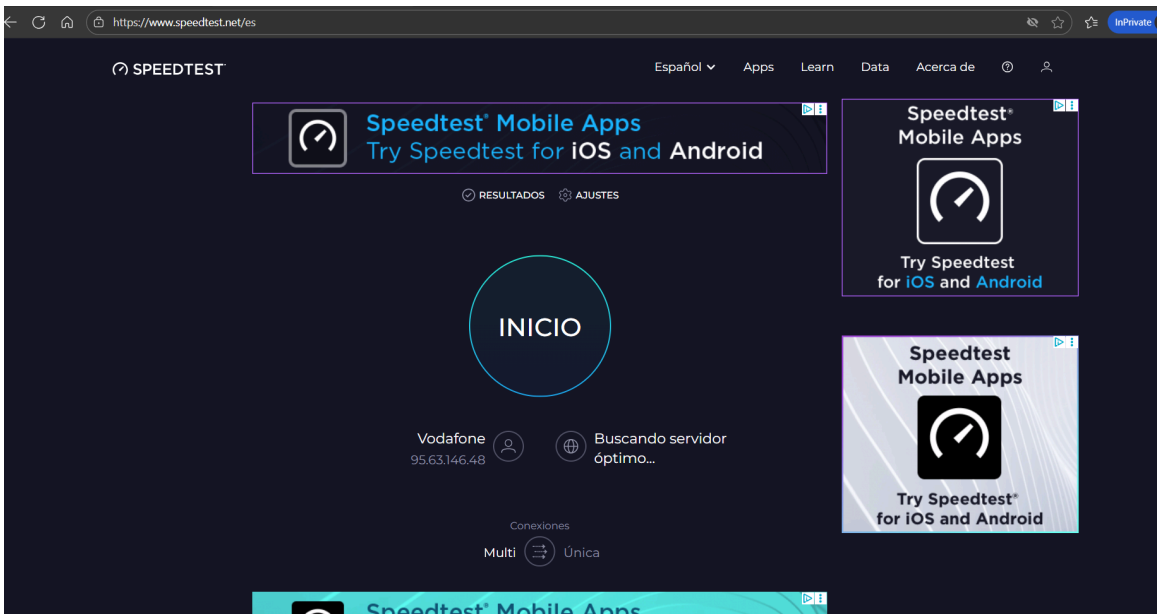 https://www.speedtest.net/es
InPrivate
SPEEDTEST
Español Apps Learn Data Acerca de
Speedtest® Mobile Apps
Try Speedtest for iOS and Android
Speedtest®
Mobile Apps
Try Speedtest
for iOS and Android
RESULTADOS AJUSTES
INICIO
Speedtest
Mobile Apps
Try Speedtest®
for iOS and Android
Vodafone
95.63.146.48
Buscando servidor
óptimo...
Conexiones
Multi Única
Speedtest® Mobile Apps